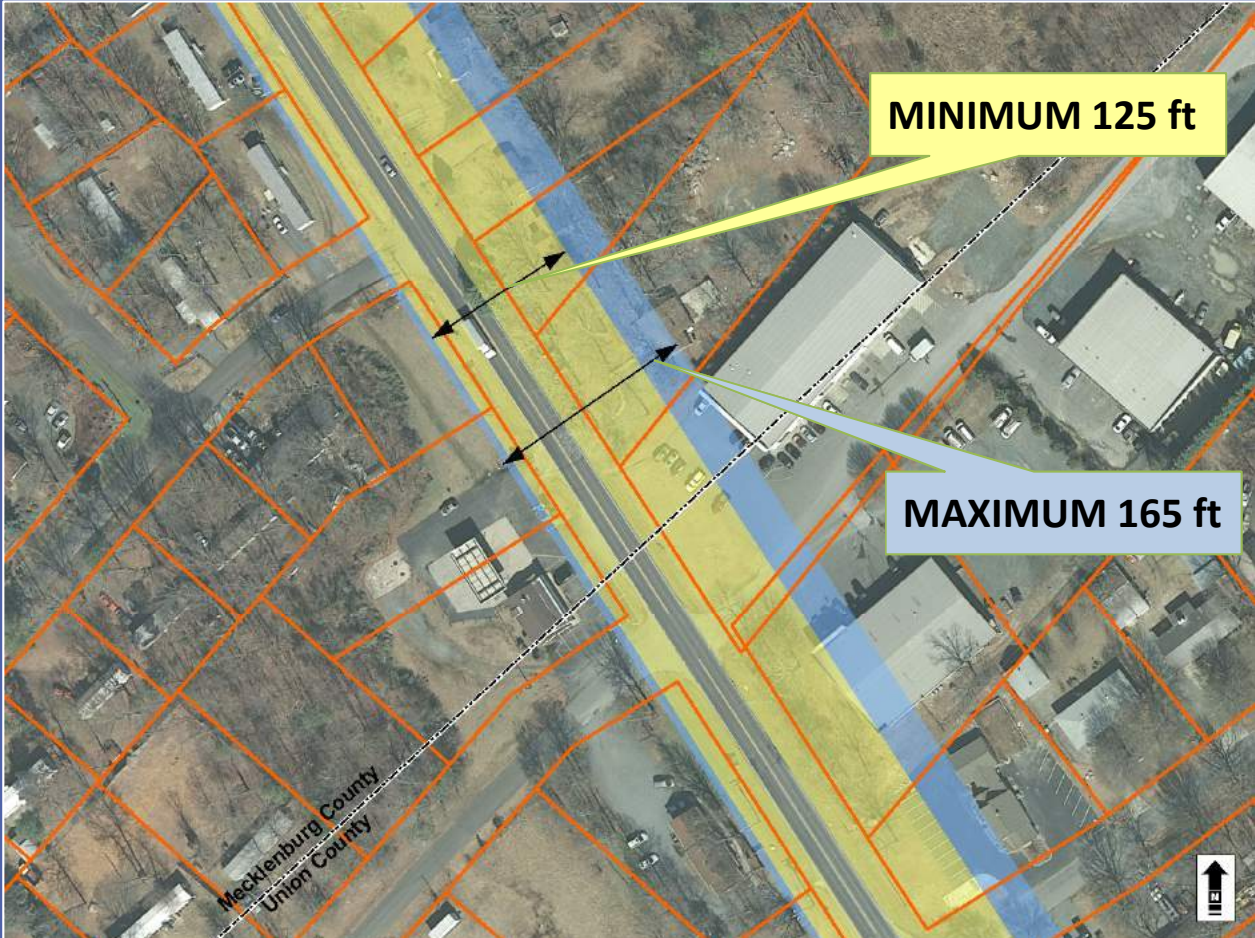 MINIMUM 125 ft
MAXIMUM 165 ft
Mecklenburg County
Union County
N